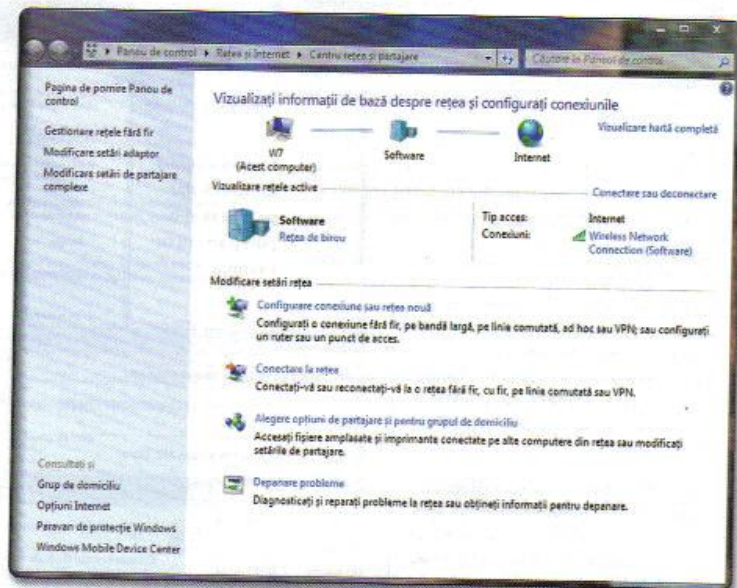 Panou de control ▸ Rețea și Internet ▸ Centru rețea și partajare
Căutare în Panoul de control
Pagina de pornire Panou de
control
Gestionare rețele fără fir
Modificare setări adaptor
Modificare setări de partajare
complexe
Vizualizați informații de bază despre rețea și configurați conexiunile
Vizualizare hartă completă
W7
(Acest computer)
Software
Internet
Vizualizare rețele active
Conectare sau deconectare
Software
Rețea de birou
Tip acces: Internet
Conexiuni: Wireless Network
Connection (Software)
Modificare setări rețea
Configurare conexiune sau rețea nouă
Configurați o conexiune fără fir, pe bandă largă, pe linie comutată, ad hoc sau VPN; sau configurați
un ruter sau un punct de acces.
Conectare la rețea
Conectați-vă sau reconectați-vă la o rețea fără fir, cu fir, pe linie comutată sau VPN.
Alegere opțiuni de partajare și pentru grupul de domiciliu
Accesați fișiere amplasate și imprimante conectate pe alte computere din rețea sau modificați
setările de partajare.
Depanare probleme
Diagnosticați și reparați probleme la rețea sau obțineți informații pentru depanare.
Consultați și
Grup de domiciliu
Opțiuni Internet
Paravan de protecție Windows
Windows Mobile Device Center